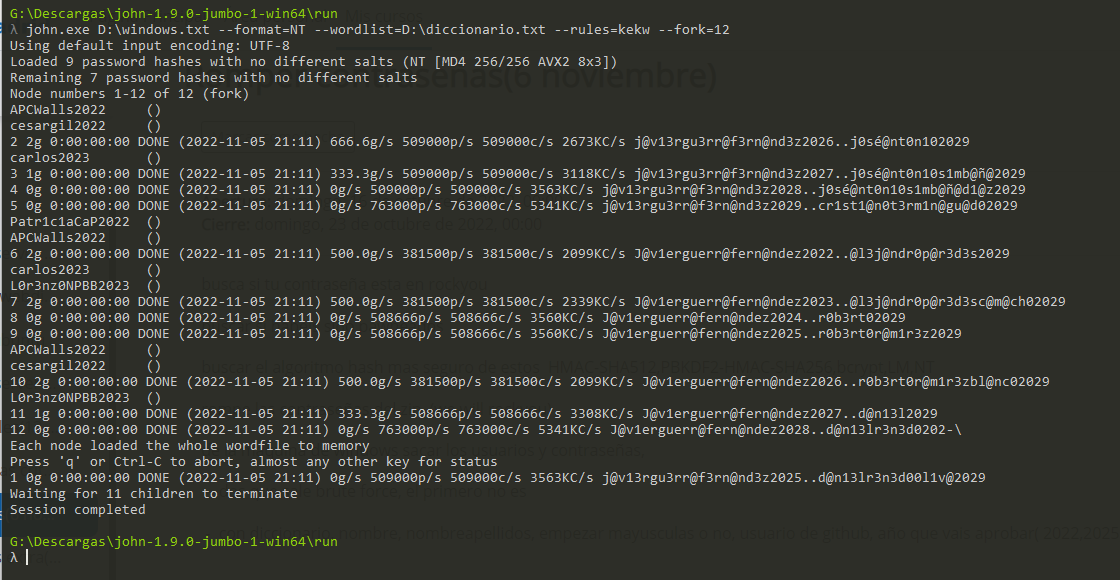 G:\Descargas\john-1.9.0-jumbo-1-win64\run
λ john.exe D:\windows.txt --format=NT --wordlist=D:\diccionario.txt --rules=kekw --fork=12
Using default input encoding: UTF-8
Loaded 9 password hashes with no different salts (NT [MD4 256/256 AVX2 8x3])
Remaining 7 password hashes with no different salts
Node numbers 1-12 of 12 (fork)
APCWalls2022     ()
cesargil2022     ()
2 2g 0:00:00:00 DONE (2022-11-05 21:11) 666.6g/s 509000p/s 509000c/s 2673KC/s j@v13rgu3rr@f3rn@nd3z2026..j0sé@nt0n102029
carlos2023       ()
3 1g 0:00:00:00 DONE (2022-11-05 21:11) 333.3g/s 509000p/s 509000c/s 3118KC/s j@v13rgu3rr@f3rn@nd3z2027..j0sé@nt0n10s1mb@ñ@2029
4 0g 0:00:00:00 DONE (2022-11-05 21:11) 0g/s 509000p/s 509000c/s 3563KC/s j@v13rgu3rr@f3rn@nd3z2028..j0sé@nt0n10s1mb@ñ@d1@z2029
5 0g 0:00:00:00 DONE (2022-11-05 21:11) 0g/s 763000p/s 763000c/s 5341KC/s j@v13rgu3rr@f3rn@nd3z2029..cr1st1@n0t3rm1n@gu@d02029
Patr1c1aCaP2022  ()
APCWalls2022     ()
6 2g 0:00:00:00 DONE (2022-11-05 21:11) 500.0g/s 381500p/s 381500c/s 2099KC/s J@v1erguerr@fern@ndez2022..@l3j@ndr0p@r3d3s2029
carlos2023       ()
L0r3nz0NPBB2023  ()
7 2g 0:00:00:00 DONE (2022-11-05 21:11) 500.0g/s 381500p/s 381500c/s 2339KC/s J@v1erguerr@fern@ndez2023..@l3j@ndr0p@r3d3sc@m@ch02029
8 0g 0:00:00:00 DONE (2022-11-05 21:11) 0g/s 508666p/s 508666c/s 3560KC/s J@v1erguerr@fern@ndez2024..r0b3rt02029
9 0g 0:00:00:00 DONE (2022-11-05 21:11) 0g/s 508666p/s 508666c/s 3560KC/s J@v1erguerr@fern@ndez2025..r0b3rt0r@m1r3z2029
APCWalls2022     ()
cesargil2022     ()
10 2g 0:00:00:00 DONE (2022-11-05 21:11) 500.0g/s 381500p/s 381500c/s 2099KC/s J@v1erguerr@fern@ndez2026..r0b3rt0r@m1r3zbl@nc02029
L0r3nz0NPBB2023  ()
11 1g 0:00:00:00 DONE (2022-11-05 21:11) 333.3g/s 508666p/s 508666c/s 3308KC/s J@v1erguerr@fern@ndez2027..d@n13l2029
12 0g 0:00:00:00 DONE (2022-11-05 21:11) 0g/s 763000p/s 763000c/s 5341KC/s J@v1erguerr@fern@ndez2028..d@n13lr3n3d0202-\
Each node loaded the whole wordfile to memory
Press 'q' or Ctrl-C to abort, almost any other key for status
1 0g 0:00:00:00 DONE (2022-11-05 21:11) 0g/s 509000p/s 509000c/s 3563KC/s j@v13rgu3rr@f3rn@nd3z2025..d@n13lr3n3d00l1v@2029
Waiting for 11 children to terminate
Session completed
G:\Descargas\john-1.9.0-jumbo-1-win64\run
λ